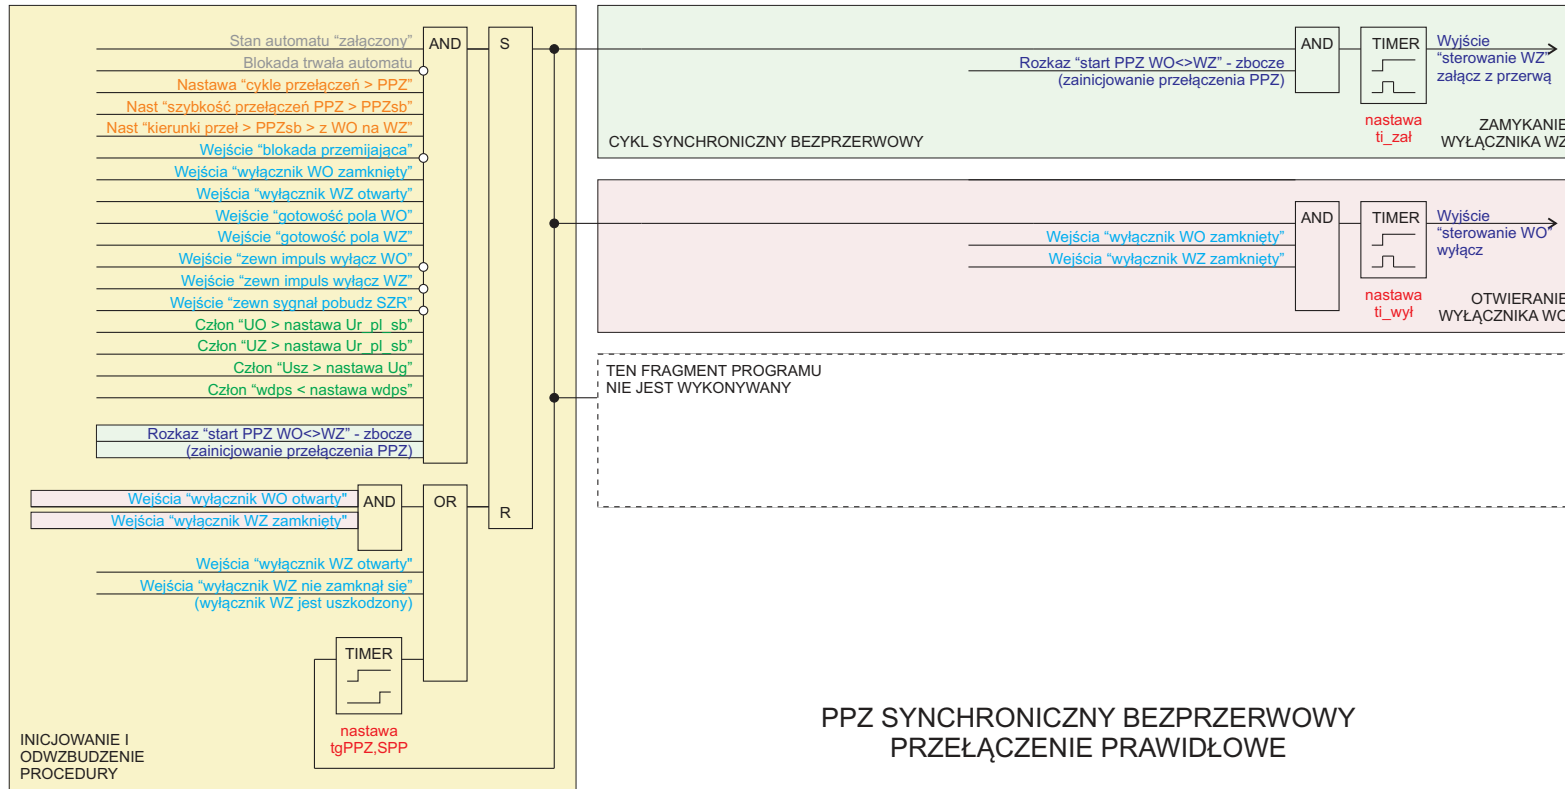 Stan automatu “załączony”
Blokada trwała automatu
Nastawa “cykle przełączeń > PPZ”
Nast “szybkość przełączeń PPZ > PPZsb”
Nast “kierunki przeł > PPZsb > z WO na WZ”
Wejście “blokada przemijająca”
Wejścia “wyłącznik WO zamknięty”
Wejścia “wyłącznik WZ otwarty”
Wejście “gotowość pola WO”
Wejście “gotowość pola WZ”
Wejście “zewn impuls wyłącz WO”
Wejście “zewn impuls wyłącz WZ”
Wejście “zewn sygnał pobudz SZR”
Człon “UO > nastawa Ur_pl_sb”
Człon “UZ > nastawa Ur_pl_sb”
Człon “Usz > nastawa Ug”
Człon “wdps < nastawa wdps”
Rozkaz “start PPZ WO<>WZ” - zbocze
(zainicjowanie przełączenia PPZ)
AND
S
Wejścia “wyłącznik WO otwarty"
Wejścia “wyłącznik WZ zamknięty"
AND
OR
R
Wejścia “wyłącznik WZ otwarty"
Wejścia “wyłącznik WZ nie zamknął się”
(wyłącznik WZ jest uszkodzony)
TIMER
nastawa
tgPPZ,SPP
INICJOWANIE I
ODWZBUDZENIE
PROCEDURY
Rozkaz “start PPZ WO<>WZ” - zbocze
(zainicjowanie przełączenia PPZ)
AND
TIMER
nastawa
ti_zał
Wyjście
“sterowanie WZ”
załącz z przerwą
CYKL SYNCHRONICZNY BEZPRZERWOWY
ZAMYKANIE
WYŁĄCZNIKA WZ
Wejścia “wyłącznik WO zamknięty”
Wejścia “wyłącznik WZ zamknięty”
AND
TIMER
nastawa
ti_wył
Wyjście
“sterowanie WO”
wyłącz
OTWIERANIE
WYŁĄCZNIKA WO
TEN FRAGMENT PROGRAMU
NIE JEST WYKONYWANY
PPZ SYNCHRONICZNY BEZPRZERWOWY
PRZEŁĄCZENIE PRAWIDŁOWE